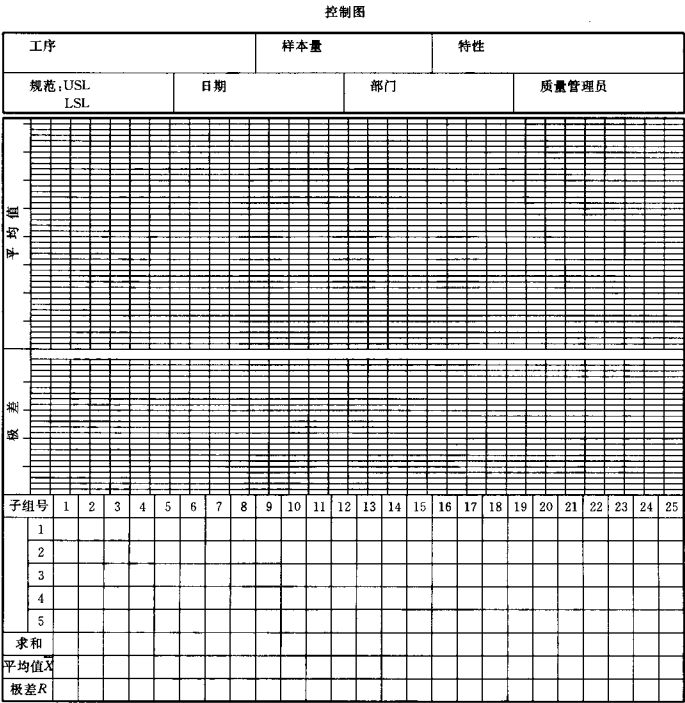 控制图
工序 样本量 特性
规范:USL 日期 部门 质量管理员
LSL
平均值
极差
子组号 1 2 3 4 5 6 7 8 9 10 11 12 13 14 15 16 17 18 19 20 21 22 23 24 25
1
2
3
4
5
求和
平均值X̄
极差R